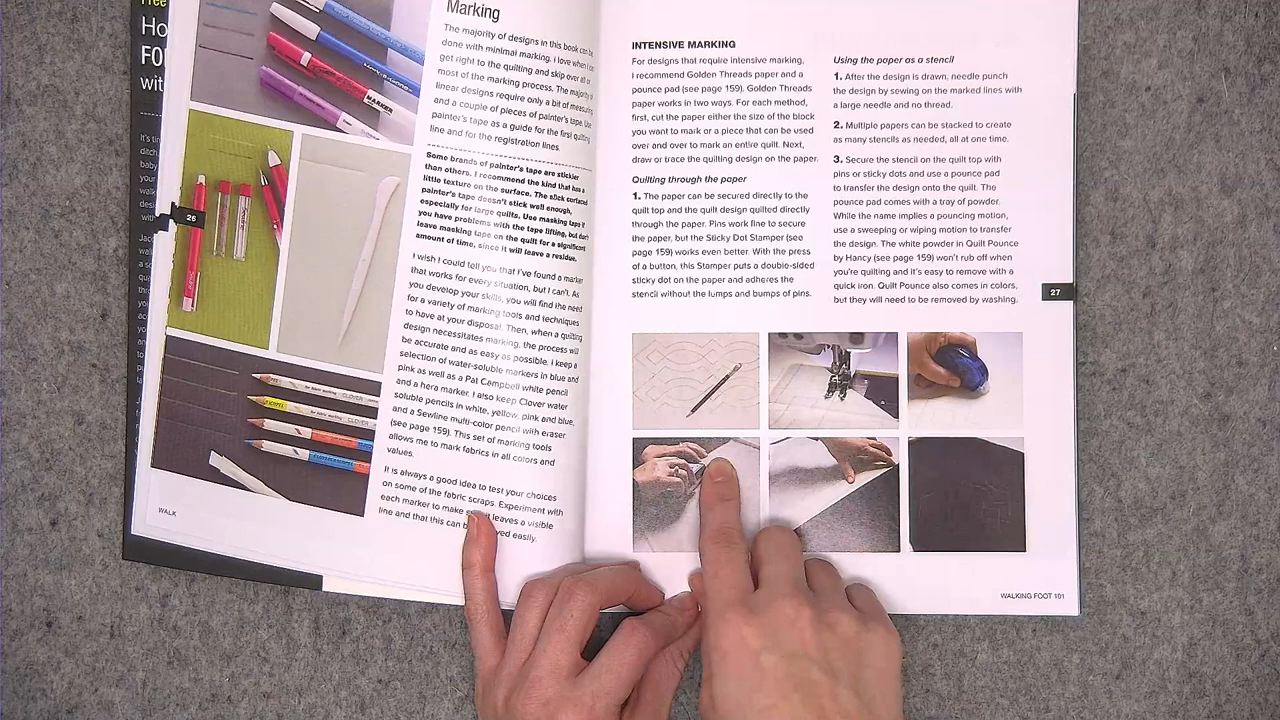 Free
Ho
FO
wit
It's
ditch
baby
your
walk
26
WALK
Marking
The majority of designs in this book can be
done with minimal marking. I love when I can
get right to the quilting and skip over all or
most of the marking process. The majority of
linear designs require only a bit of measuring
and a couple of pieces of painter's tape. Use
painter's tape as a guide for the first quilting
line and for the registration lines.
Some brands of painter's tape are stickier
than others. I recommend the kind that has a
little texture on the surface. The slick surfaced
painter's tape doesn't stick well enough,
especially for large quilts. Use masking tape if
you have problems with the tape lifting, but don't
leave masking tape on the quilt for a significant
amount of time, since it will leave a residue.
I wish I could tell you that I've found a marker
that works for every situation, but I can't. As
you develop your skills, you will find the need
for a variety of marking tools and techniques
to have at your disposal. Then, when a quilting
design necessitates marking, the process will
be accurate and as easy as possible. I keep a
selection of water-soluble markers in blue and
pink as well as a Pat Campbell white pencil
and a hera marker. I also keep Clover water
soluble pencils in white, yellow, pink and blue,
and a Sewline multi-color pencil with eraser
(see page 159). This set of marking tools
allows me to mark fabrics in all colors and
values.
It is always a good idea to test your choices
on some of the fabric scraps. Experiment with
each marker to make it leaves a visible
line and that this can be easily.
INTENSIVE MARKING
For designs that require intensive marking,
I recommend Golden Threads paper and a
pounce pad (see page 159). Golden Threads
paper works in two ways. For each method,
first, cut the paper either the size of the block
you want to mark or a piece that can be used
over and over to mark an entire quilt. Next,
draw or trace the quilting design on the paper.
Quilting through the paper
1. The paper can be secured directly to the
quilt top and the quilt design quilted directly
through the paper. Pins work fine to secure
the paper, but the Sticky Dot Stamper (see
page 159) works even better. With the press
of a button, this Stamper puts a double-sided
sticky dot on the paper and adheres the
stencil without the lumps and bumps of pins.
Using the paper as a stencil
1. After the design is drawn, needle punch
the design by sewing on the marked lines with
a large needle and no thread.
2. Multiple papers can be stacked to create
as many stencils as needed, all at one time.
3. Secure the stencil on the quilt top with
pins or sticky dots and use a pounce pad
to transfer the design onto the quilt. The
pounce pad comes with a tray of powder.
While the name implies a pouncing motion,
use a sweeping or wiping motion to transfer
the design. The white powder in Quilt Pounce
by Hancy (see page 159) won't rub off when
you're quilting and it's easy to remove with a
quick iron. Quilt Pounce also comes in colors,
but they will need to be removed by washing.
27
WALKING FOOT 101
MARKER
CLOVER